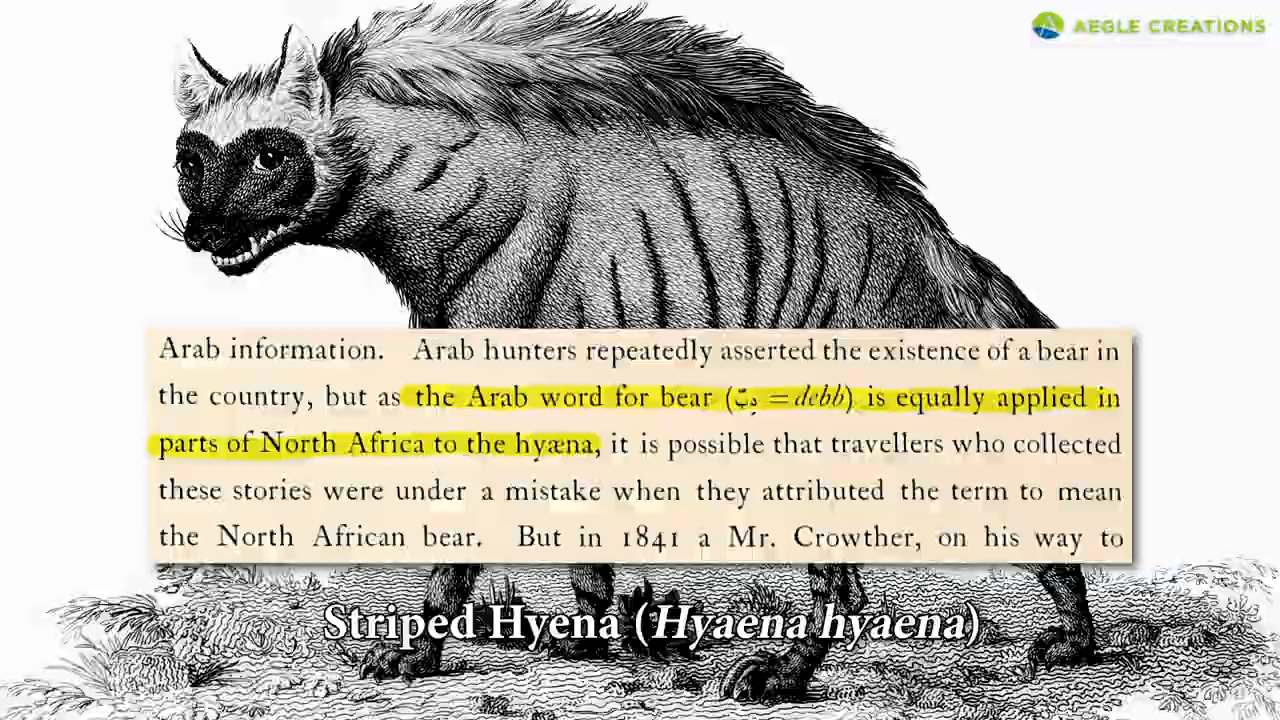 AEGLE CREATIONS
Arab information. Arab hunters repeatedly asserted the existence of a bear in
the country, but as the Arab word for bear (دبّ = debb) is equally applied in
parts of North Africa to the hyæna, it is possible that travellers who collected
these stories were under a mistake when they attributed the term to mean
the North African bear. But in 1841 a Mr. Crowther, on his way to
Striped Hyena (Hyaena hyaena)